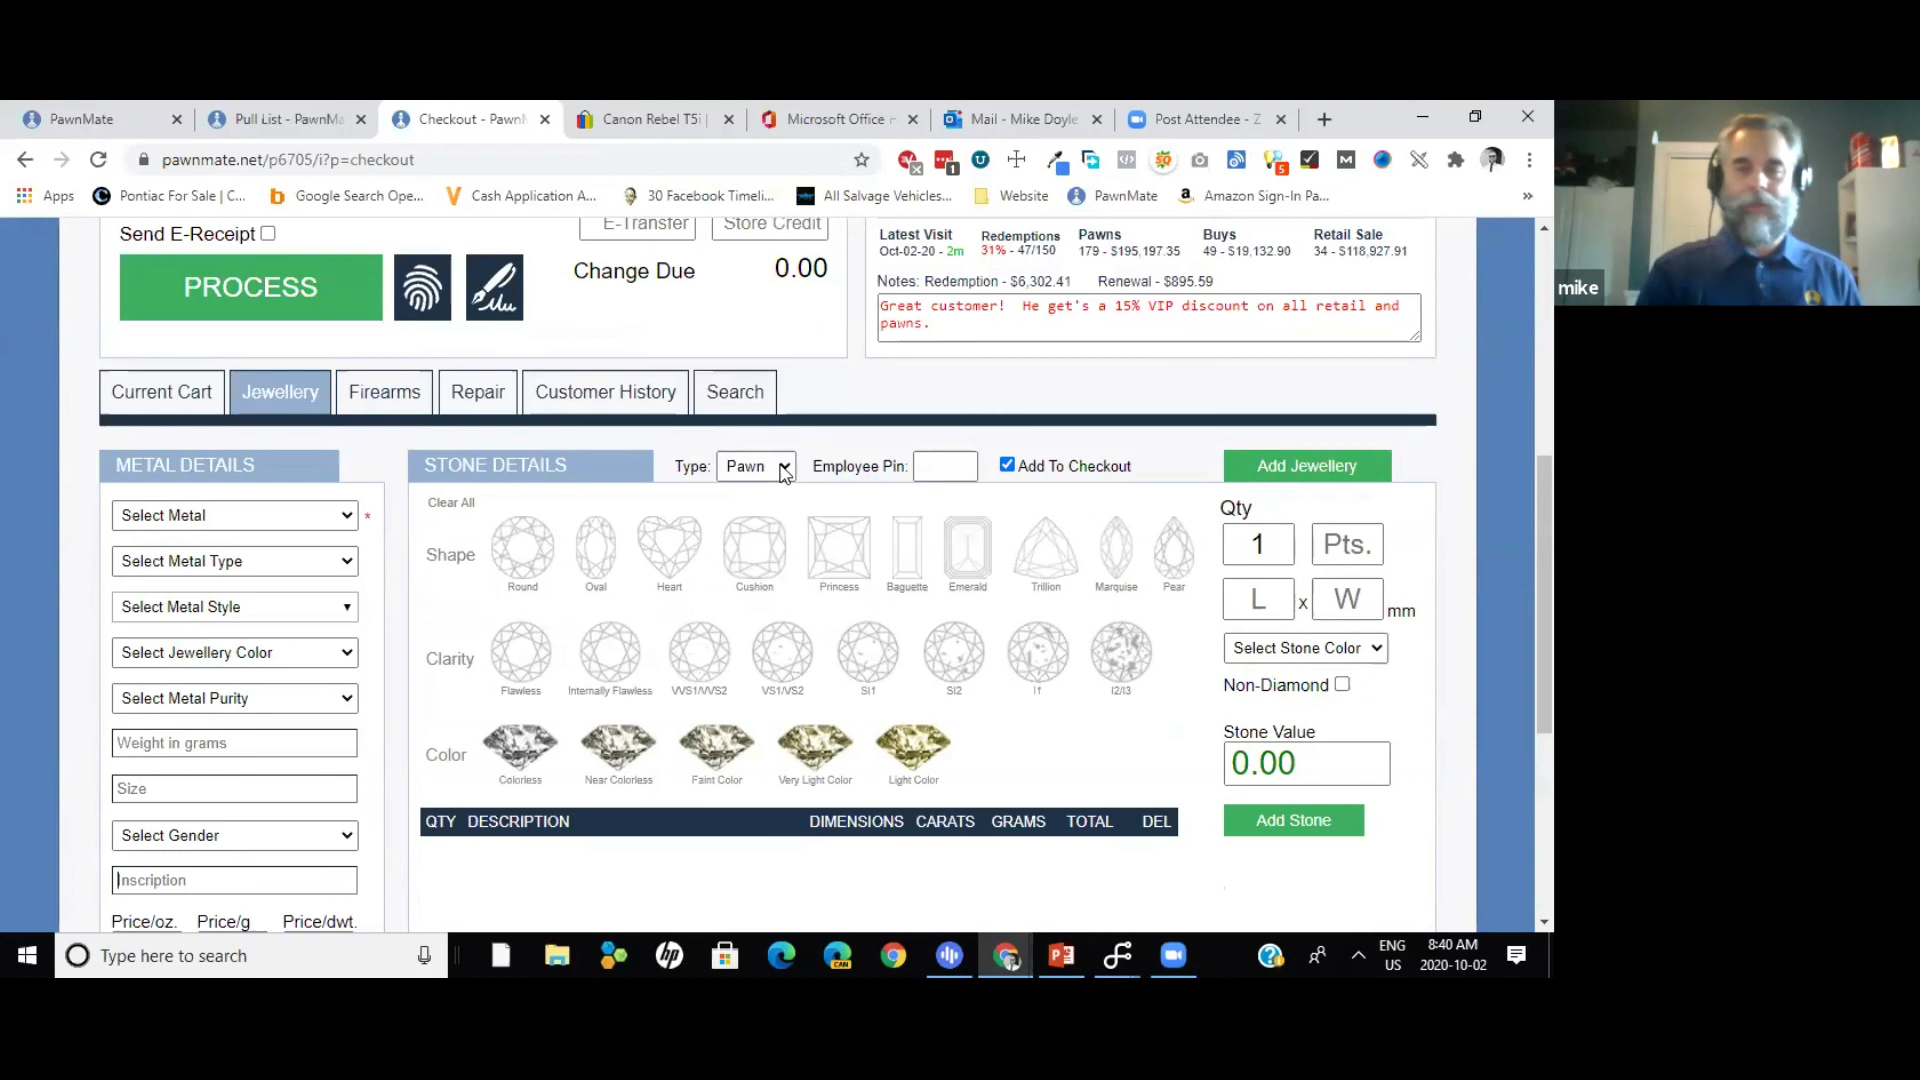 PawnMate
Pull List - PawnMa
Checkout - PawnM
Canon Rebel T5i |
Microsoft Office
Mail - Mike Doyle
Post Attendee - Z
pawnmate.net/p6705/i?p=checkout
Apps
Pontiac For Sale | C...
Google Search Ope...
Cash Application A...
30 Facebook Timeli...
All Salvage Vehicles...
Website
PawnMate
Amazon Sign-In Pa...
»
Send E-Receipt
E-Transfer
Store Credit
PROCESS
Change Due
0.00
Latest Visit
Redemptions
Pawns
Buys
Retail Sale
Oct-02-20 - 2m
31% - 47/150
179 - $195,197.35
49 - $19,132.90
34 - $118,927.91
Notes: Redemption - $6,302.41
Renewal - $895.59
Great customer! He get's a 15% VIP discount on all retail and
pawns.
mike
Current Cart
Jewellery
Firearms
Repair
Customer History
Search
METAL DETAILS
STONE DETAILS
Type:
Pawn
Employee Pin:
Add To Checkout
Add Jewellery
Select Metal
*
Select Metal Type
Select Metal Style
Select Jewellery Color
Select Metal Purity
Weight in grams
Size
Select Gender
Inscription
Price/oz.
Price/g
Price/dwt.
Clear All
Shape
Round
Oval
Heart
Cushion
Princess
Baguette
Emerald
Trillion
Marquise
Pear
Clarity
Flawless
Internally Flawless
VVS1/VVS2
VS1/VS2
SI1
SI2
I1
I2/I3
Color
Colorless
Near Colorless
Faint Color
Very Light Color
Light Color
QTY
DESCRIPTION
DIMENSIONS
CARATS
GRAMS
TOTAL
DEL
Qty
1
Pts.
L
x
W
mm
Select Stone Color
Non-Diamond
Stone Value
0.00
Add Stone
Type here to search
ENG
US
8:40 AM
2020-10-02